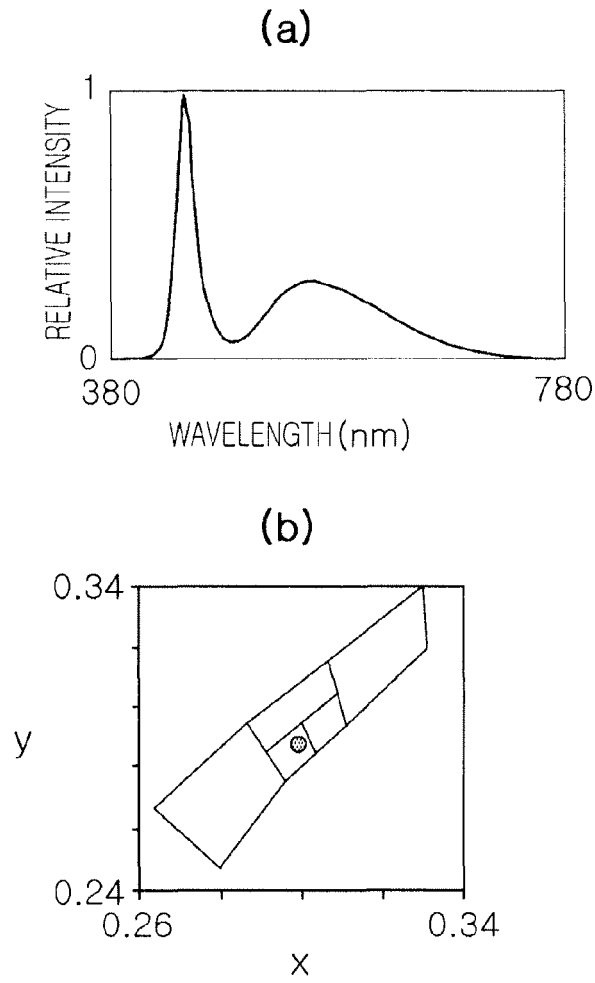 (a)
1
RELATIVE INTENSITY
0
380
780
WAVELENGTH(nm)
(b)
0.34
y
0.24
0.26
0.34
x